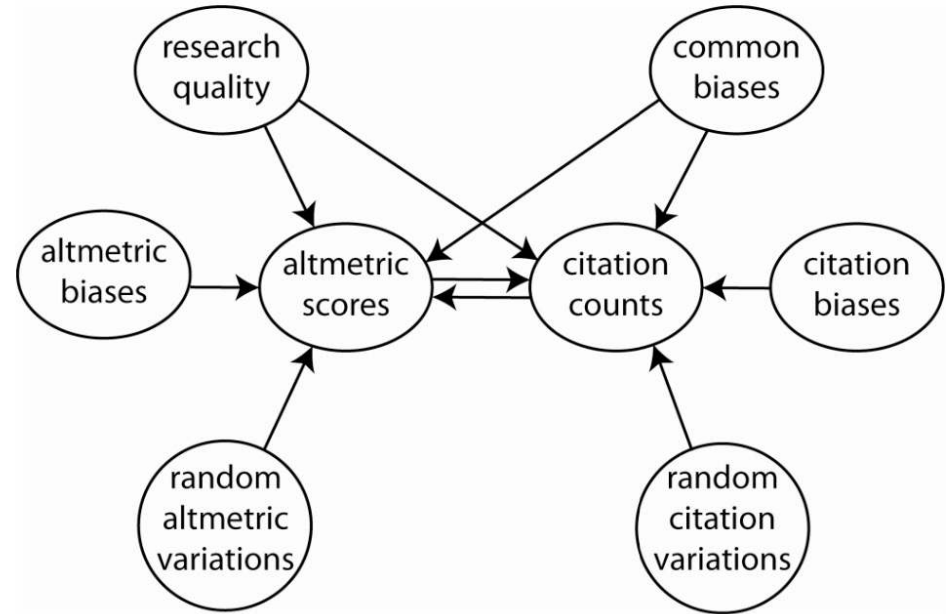 research
quality
common
biases
altmetric
biases
altmetric
scores
citation
counts
citation
biases
random
altmetric
variations
random
citation
variations